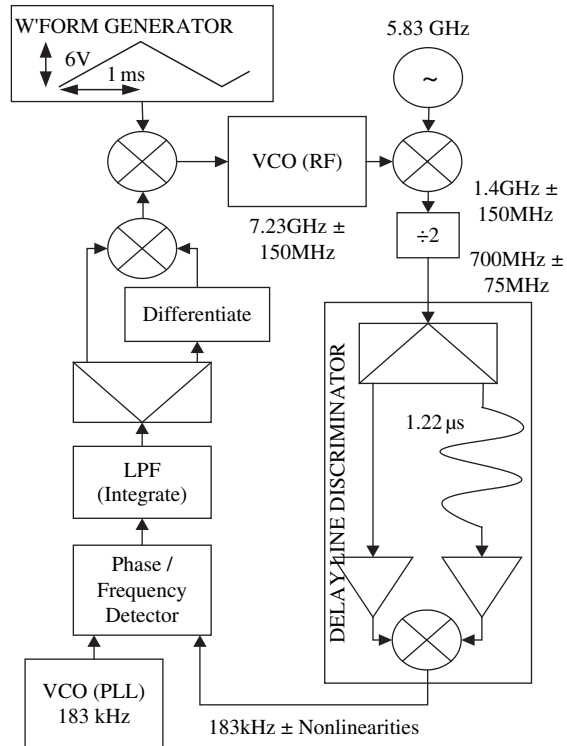 W'FORM GENERATOR
6V
1 ms
5.83 GHz
~
VCO (RF)
7.23GHz ±
150MHz
1.4GHz ±
150MHz
÷2
700MHz ±
75MHz
Differentiate
DELAY LINE DISCRIMINATOR
1.22 µs
LPF
(Integrate)
Phase /
Frequency
Detector
VCO (PLL)
183 kHz
183kHz ± Nonlinearities